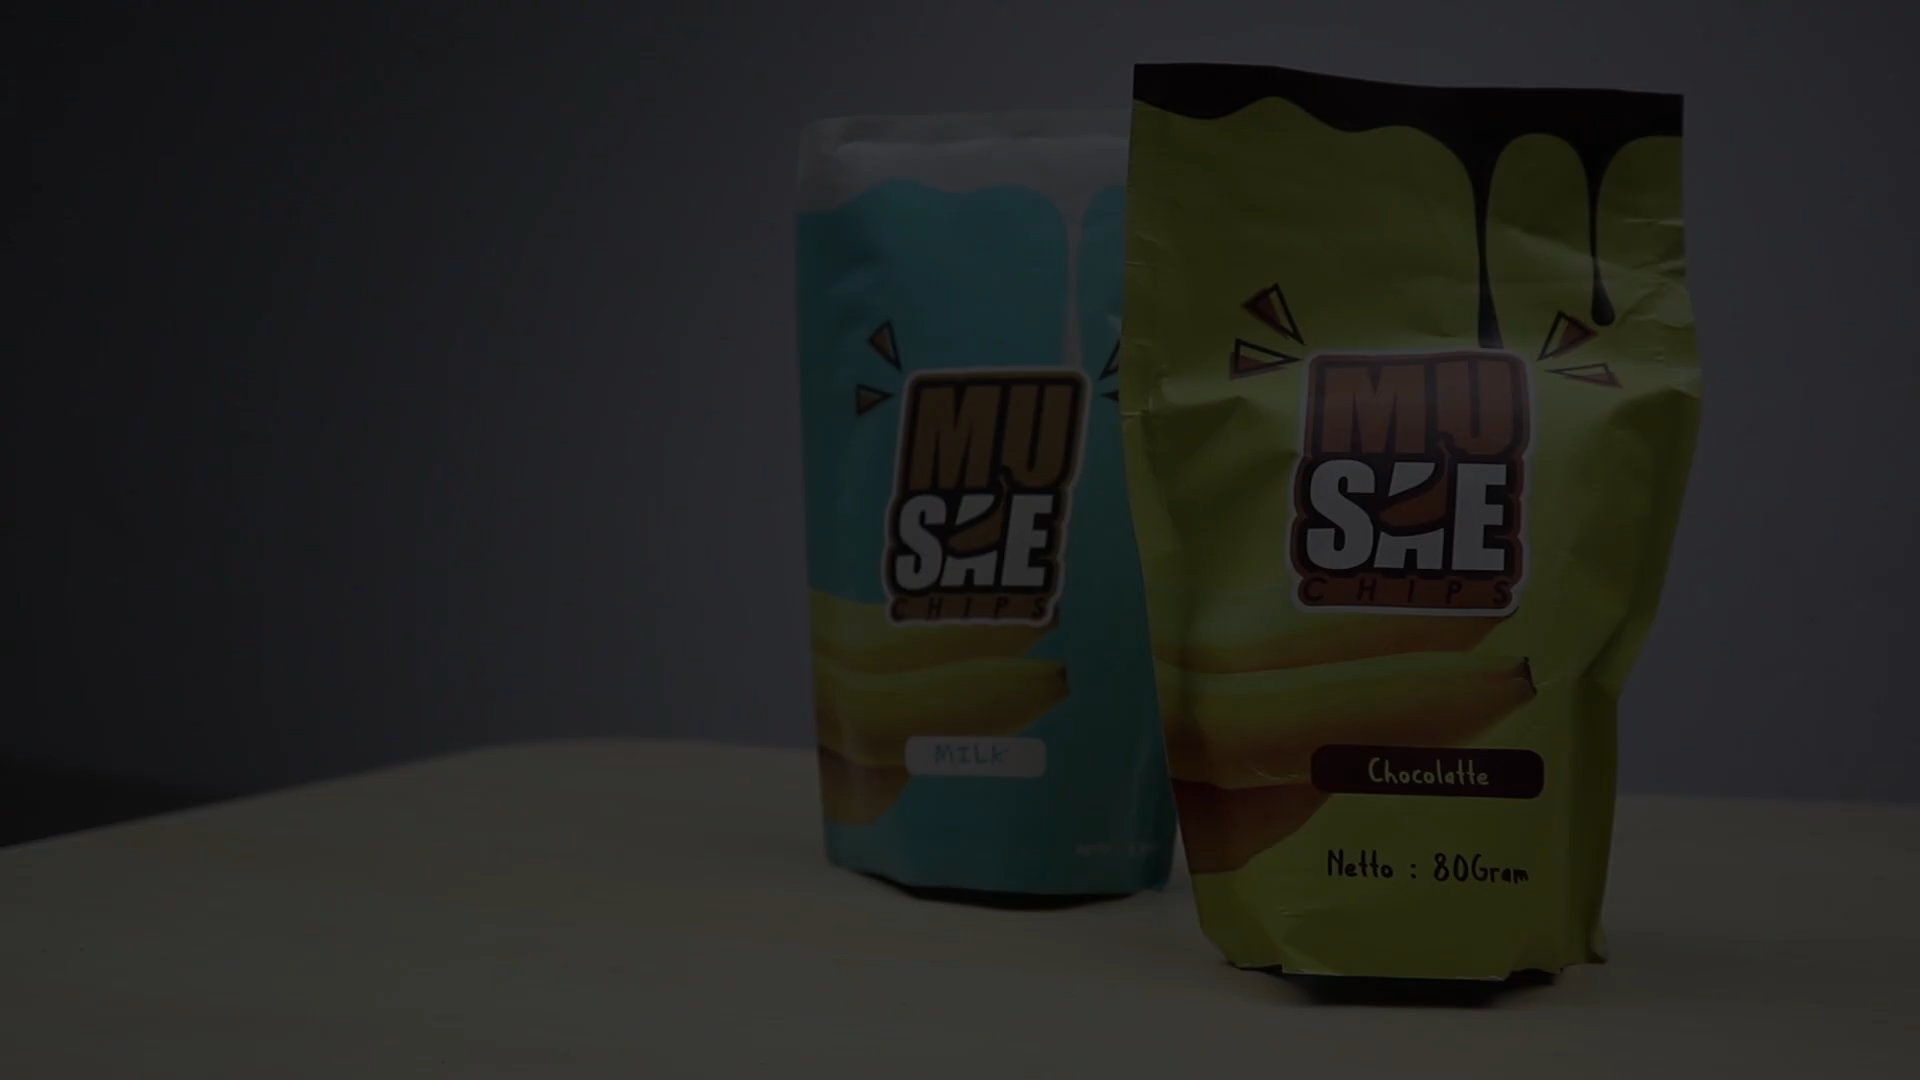 MU
SAE
CHIPS
MILK
MU
SAE
CHIPS
Chocolatte
Netto : 80Gram